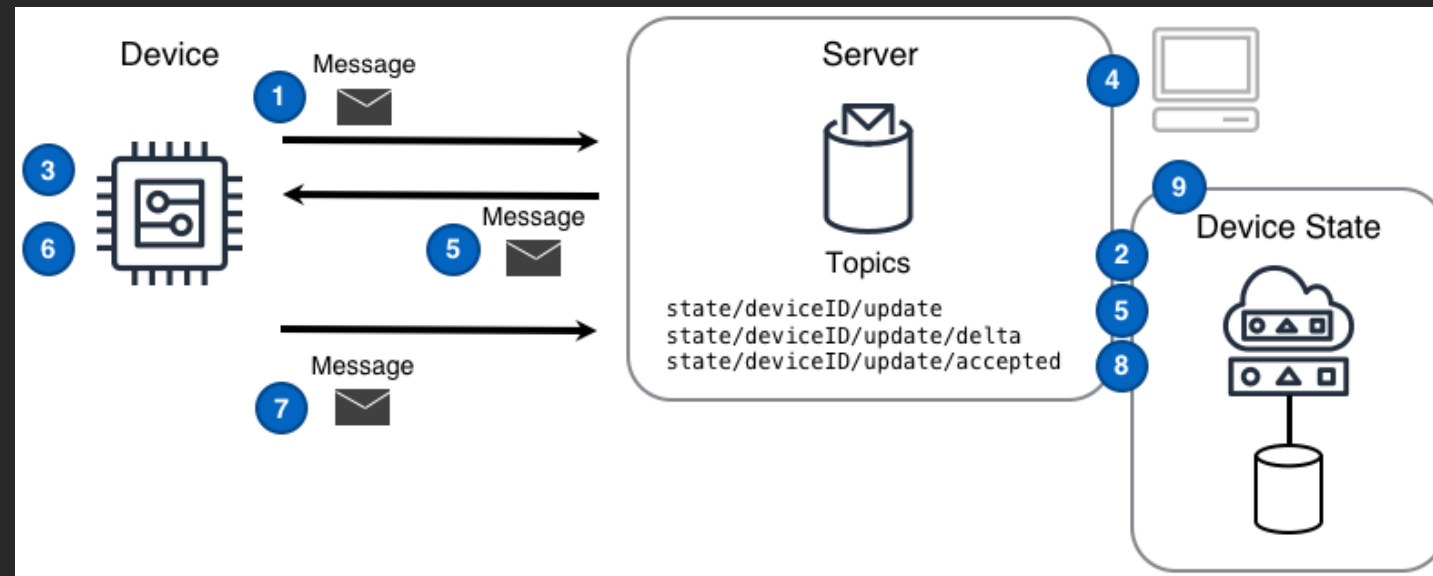 Device
Message
1
3
6
Message
5
Message
7
Server
Topics
state/deviceID/update
state/deviceID/update/delta
state/deviceID/update/accepted
4
9
Device State
2
5
8